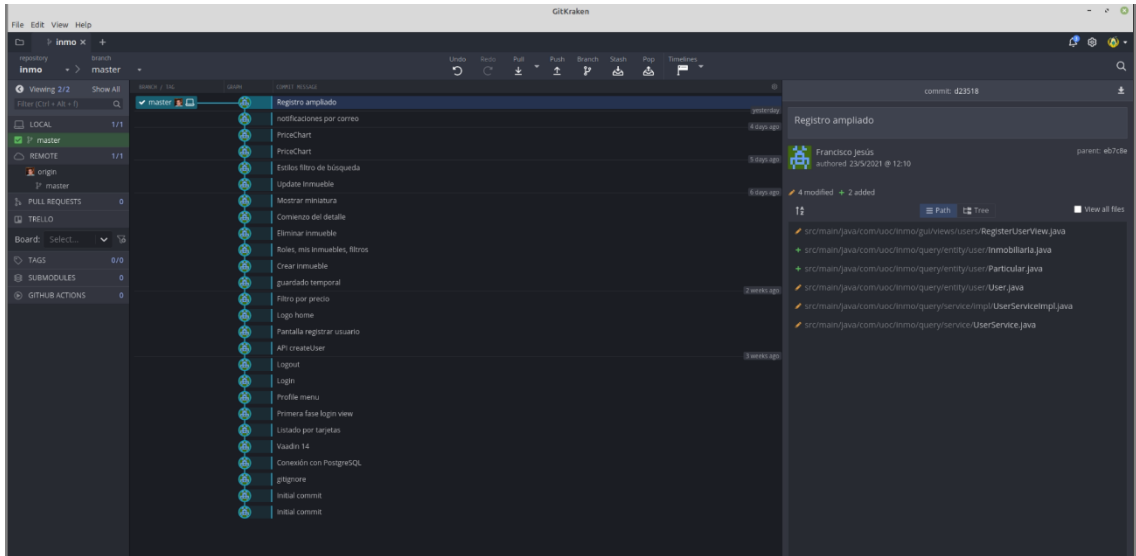 GitKraken
File Edit View Help
inmo × +
repository
branch
inmo
master
Undo Redo Pull Push Branch Stash Pop Timelines
Viewing 2/2 Show All
Filter (Ctrl + Alt + f)
LOCAL 1/1
master
REMOTE 1/1
origin
master
PULL REQUESTS 0
TRELLO
Board: Select...
TAGS 0/0
SUBMODULES 0
GITHUB ACTIONS 0
BRANCH / TAG GRAPH COMMIT MESSAGE
master
Registro ampliado
yesterday
notificaciones por correo
4 days ago
PriceChart
PriceChart
5 days ago
Estilos filtro de búsqueda
Update Inmueble
6 days ago
Mostrar miniatura
Comienzo del detalle
Eliminar inmueble
Roles, mis inmuebles, filtros
Crear inmueble
guardado temporal
2 weeks ago
Filtro por precio
Logo home
Pantalla registrar usuario
API createUser
3 weeks ago
Logout
Login
Profile menu
Primera fase login view
Listado por tarjetas
Vaadin 14
Conexión con PostgreSQL
gitignore
Initial commit
Initial commit
commit: d23518
Registro ampliado
Francisco Jesús
parent: eb7c8e
authored 23/5/2021 @ 12:10
4 modified + 2 added
Path Tree View all files
src/main/java/com/uoc/inmo/gui/views/users/RegisterUserView.java
+ src/main/java/com/uoc/inmo/query/entity/user/Inmobiliaria.java
+ src/main/java/com/uoc/inmo/query/entity/user/Particular.java
src/main/java/com/uoc/inmo/query/entity/user/User.java
src/main/java/com/uoc/inmo/query/service/impl/UserServiceImpl.java
src/main/java/com/uoc/inmo/query/service/UserService.java